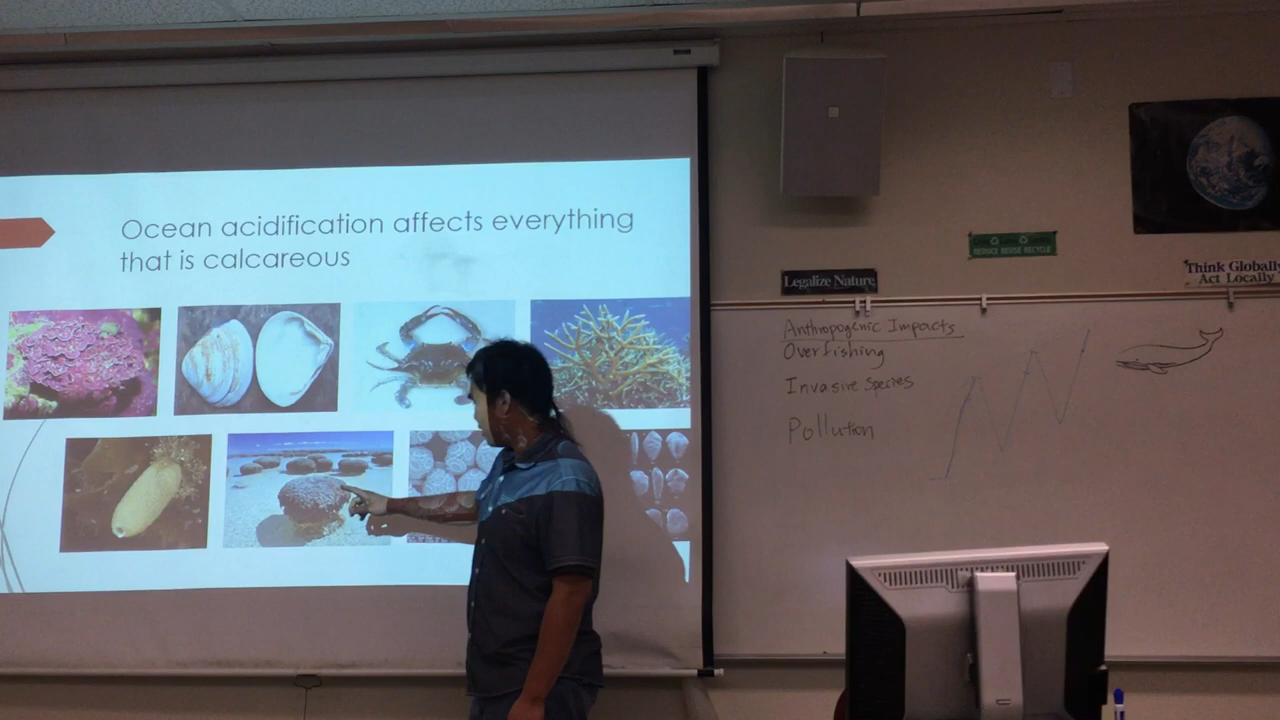 Ocean acidification affects everything
that is calcareous
Legalize Nature
REDUCE REUSE RECYCLE
Think Globally
Act Locally
Anthropogenic Impacts
Overfishing
Invasive Species
Pollution